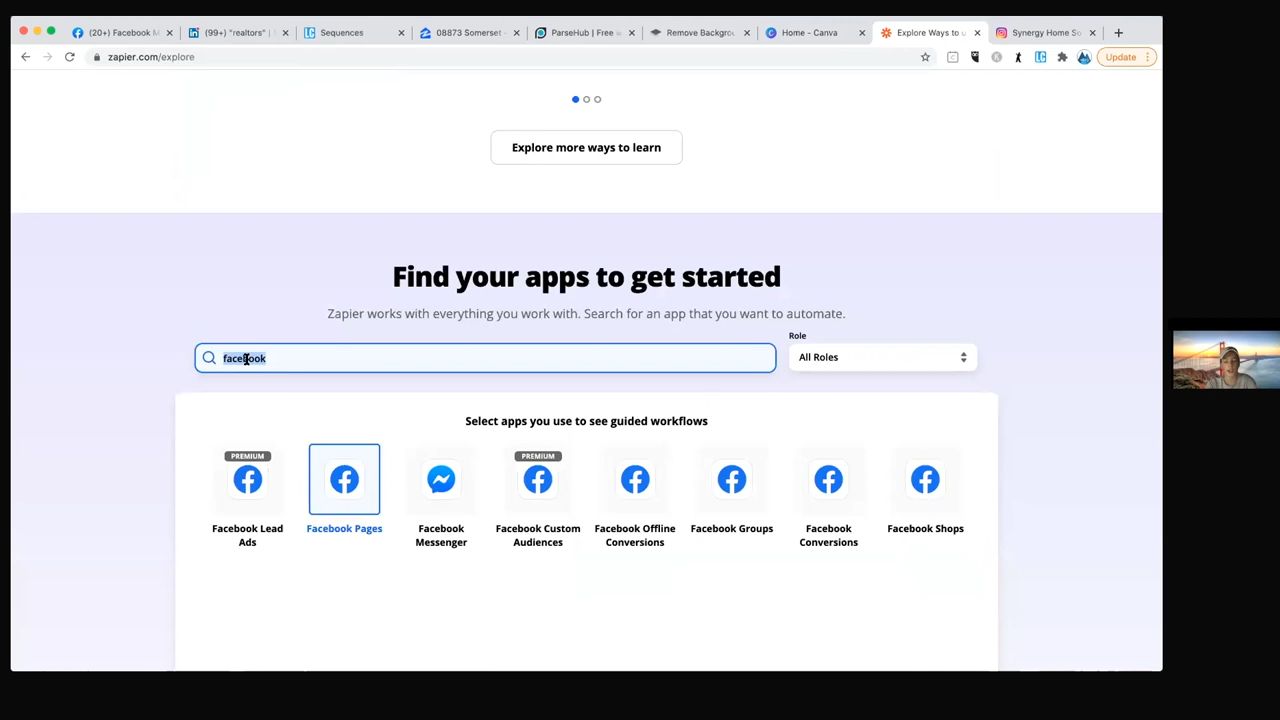 (20+) Facebook M
(99+) "realtors" |
Sequences
08873 Somerset -
ParseHub | Free
Remove Backgrou
Home - Canva
Explore Ways to u
Synergy Home So
zapier.com/explore
Update
Explore more ways to learn
Find your apps to get started
Zapier works with everything you work with. Search for an app that you want to automate.
Role
facebook
All Roles
Select apps you use to see guided workflows
PREMIUM
PREMIUM
Facebook Lead Ads
Facebook Pages
Facebook Messenger
Facebook Custom Audiences
Facebook Offline Conversions
Facebook Groups
Facebook Conversions
Facebook Shops